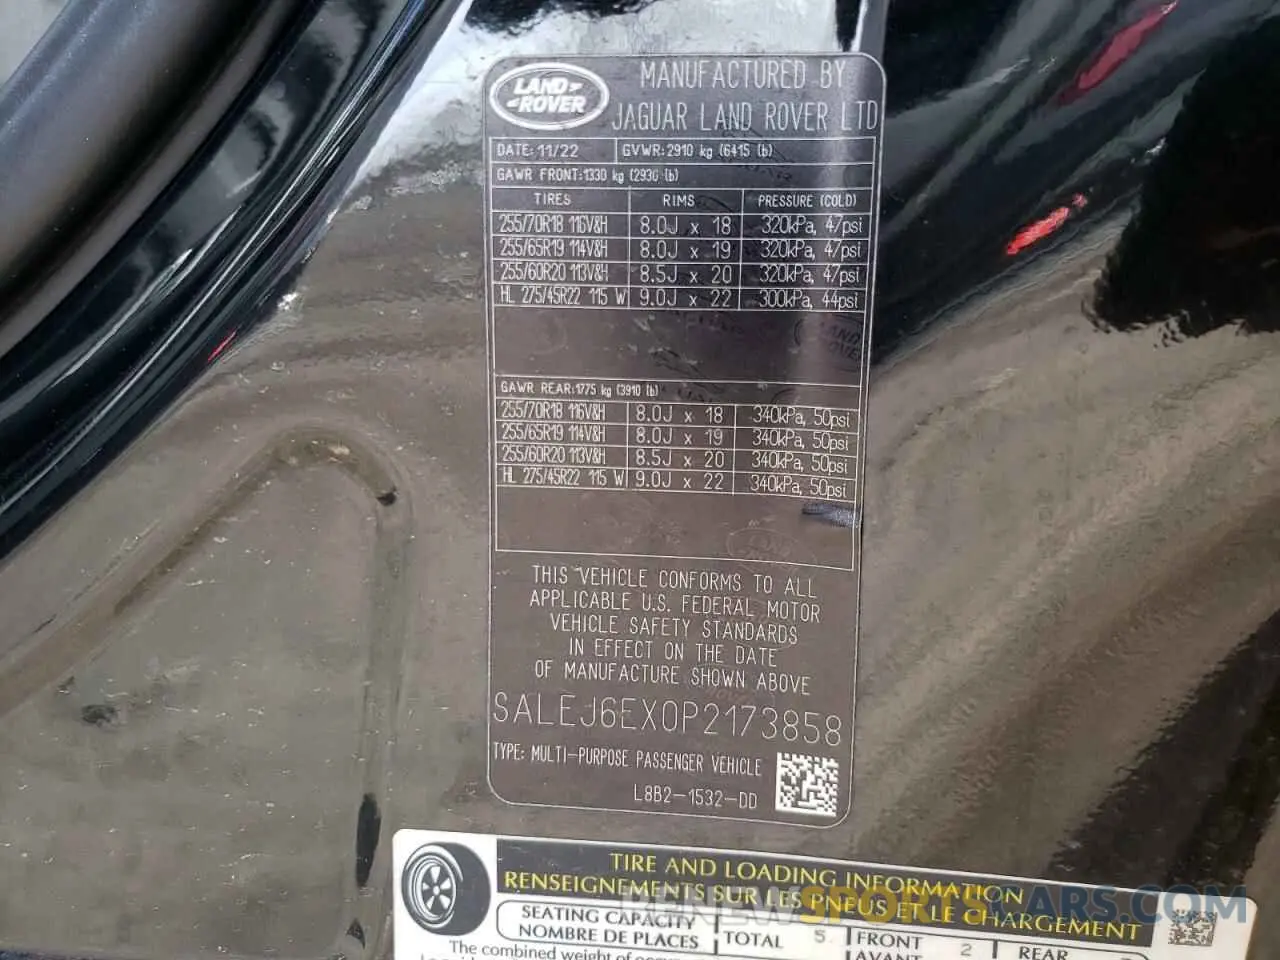 LAND ROVER
MANUFACTURED BY
JAGUAR LAND ROVER LTD
DATE: 11/22 GVWR: 2910 kg (6415 lb)
GAWR FRONT: 1330 kg (2930 lb)
TIRES RIMS PRESSURE (COLD)
255/70R18 116V&H 8.0J x 18 320kPa, 47psi
255/65R19 114V&H 8.0J x 19 320kPa, 47psi
255/60R20 113V&H 8.5J x 20 320kPa, 47psi
HL 275/45R22 115 W 9.0J x 22 300kPa, 44psi
GAWR REAR: 1775 kg (3910 lb)
255/70R18 116V&H 8.0J x 18 340kPa, 50psi
255/65R19 114V&H 8.0J x 19 340kPa, 50psi
255/60R20 113V&H 8.5J x 20 340kPa, 50psi
HL 275/45R22 115 W 9.0J x 22 340kPa, 50psi
THIS VEHICLE CONFORMS TO ALL
APPLICABLE U.S. FEDERAL MOTOR
VEHICLE SAFETY STANDARDS
IN EFFECT ON THE DATE
OF MANUFACTURE SHOWN ABOVE
SALEJ6EX0P2173858
TYPE: MULTI-PURPOSE PASSENGER VEHICLE
L8B2-1532-DD
TIRE AND LOADING INFORMATION
RENSEIGNEMENTS SUR LES PNEUS ET LE CHARGEMENT
RENEWSPORTSCARS.COM
SEATING CAPACITY
NOMBRE DE PLACES
TOTAL 5 FRONT 2 REAR
AVANT
The combined weight of